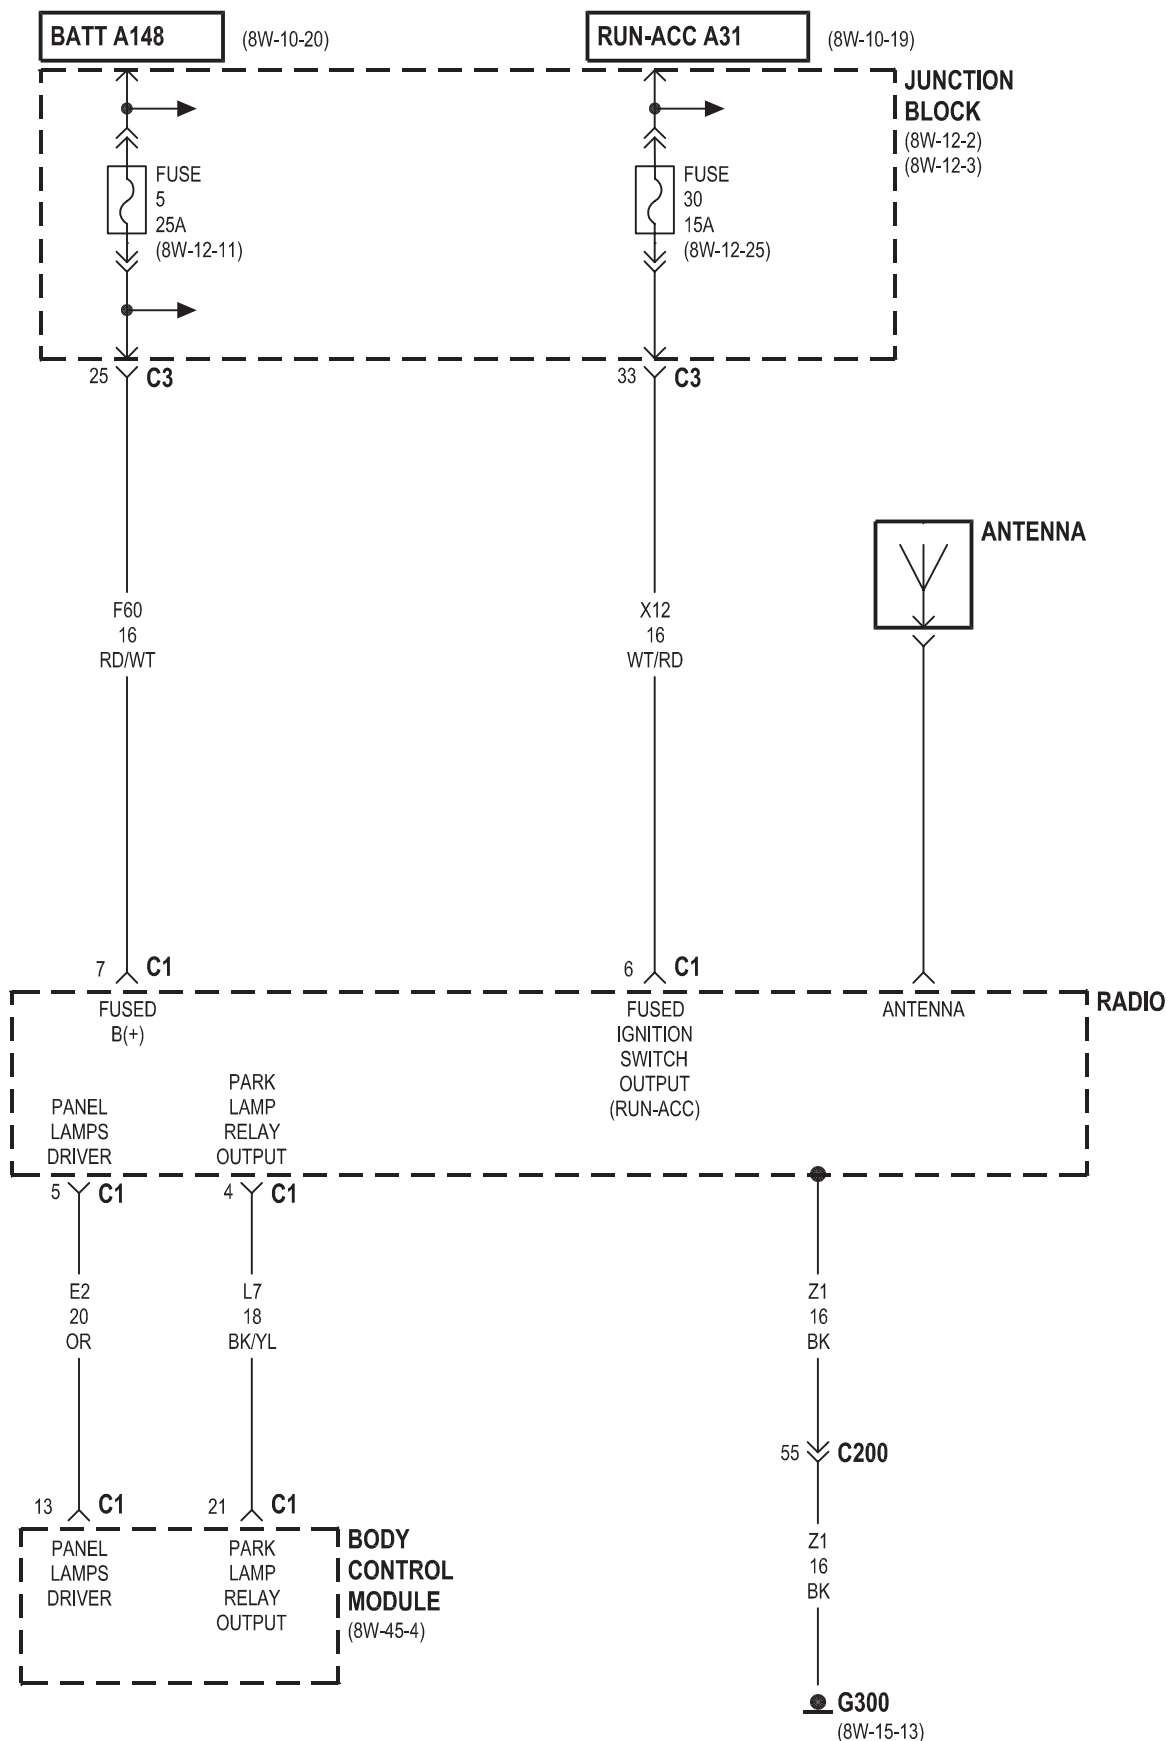 BATT A148
(8W-10-20)
RUN-ACC A31
(8W-10-19)
JUNCTION
BLOCK
(8W-12-2)
(8W-12-3)
FUSE
5
25A
(8W-12-11)
FUSE
30
15A
(8W-12-25)
25
C3
33
C3
ANTENNA
F60
16
RD/WT
X12
16
WT/RD
7
C1
6
C1
RADIO
FUSED
B(+)
FUSED
IGNITION
SWITCH
OUTPUT
(RUN-ACC)
ANTENNA
PANEL
LAMPS
DRIVER
PARK
LAMP
RELAY
OUTPUT
5
C1
4
C1
E2
20
OR
L7
18
BK/YL
Z1
16
BK
55
C200
13
C1
21
C1
PANEL
LAMPS
DRIVER
PARK
LAMP
RELAY
OUTPUT
BODY
CONTROL
MODULE
(8W-45-4)
Z1
16
BK
G300
(8W-15-13)